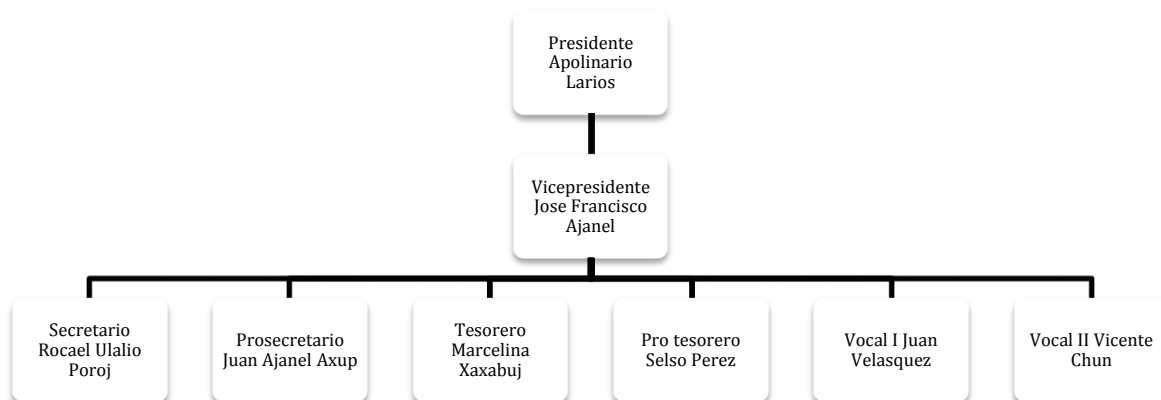 Presidente
Apolinario
Larios
Vicepresidente
Jose Francisco
Ajanel
Secretario
Rocael Ulalio
Poroj
Prosecretario
Juan Ajanel Axup
Tesorero
Marcelina
Xaxabuj
Pro tesorero
Selso Perez
Vocal I Juan
Velasquez
Vocal II Vicente
Chun